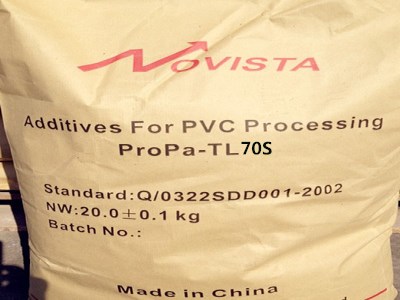 NOVISTA
Additives For PVC Processing
ProPa-TL70S
Standard:Q/0322SDD001-2002
NW:20.0±0.1 kg
Batch No.:
Made in China